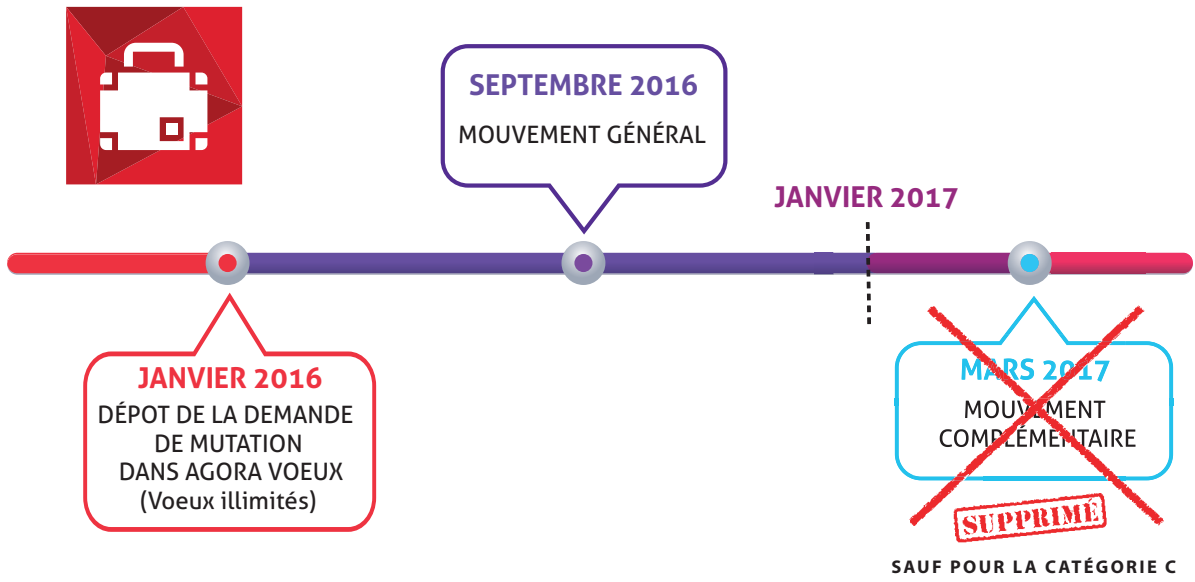 SEPTEMBRE 2016
MOUVEMENT GÉNÉRAL
JANVIER 2017
JANVIER 2016
DÉPOT DE LA DEMANDE
DE MUTATION
DANS AGORA VOEUX
(Voeux illimités)
MARS 2017
MOUVEMENT
COMPLÉMENTAIRE
SUPPRIMÉ
SAUF POUR LA CATÉGORIE C